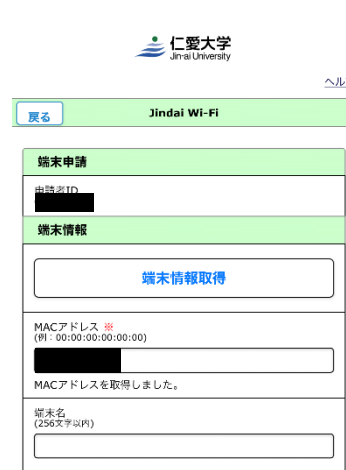 仁愛大学
Jin-ai University
ヘル
戻る
Jindai Wi-Fi
端末申請
申請者ID
端末情報
端末情報取得
MACアドレス ※
(例：00:00:00:00:00:00)
MACアドレスを取得しました。
端末名
(256文字以内)